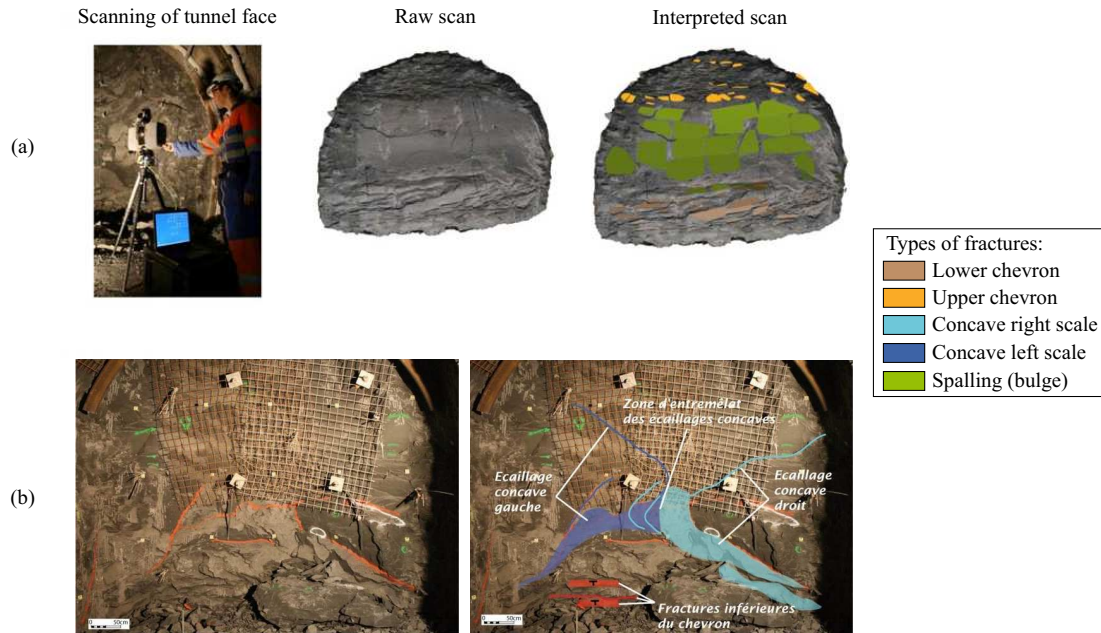 Scanning of tunnel face
Raw scan
Interpreted scan
(a)
Types of fractures:
Lower chevron
Upper chevron
Concave right scale
Concave left scale
Spalling (bulge)
(b)
Zone d'entremêlat
des écaillages concaves
Ecaillage
concave
gauche
Ecaillage
concave
droit
Fractures inférieures
du chevron
0 50cm
0 50cm